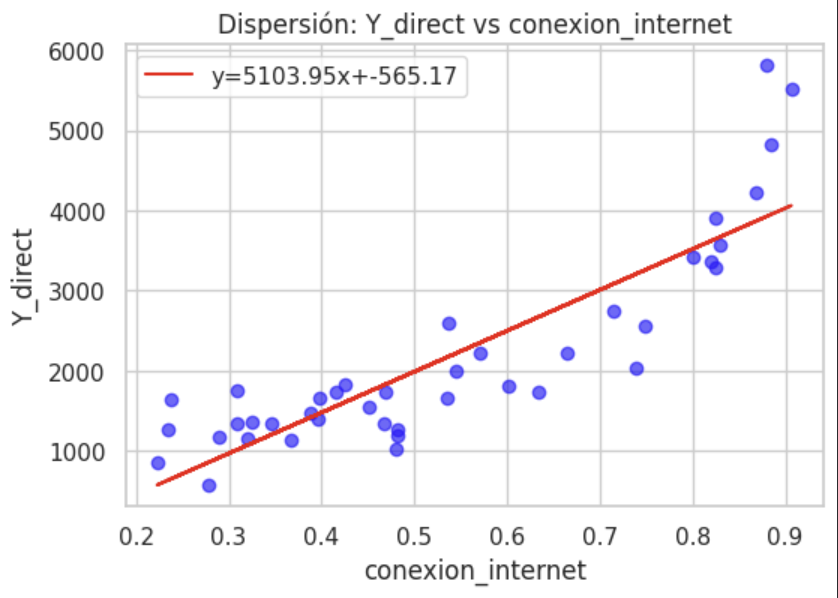 Dispersión: Y_direct vs conexion_internet
y=5103.95x+-565.17
6000
5000
4000
3000
2000
1000
Y_direct
0.2 0.3 0.4 0.5 0.6 0.7 0.8 0.9
conexion_internet